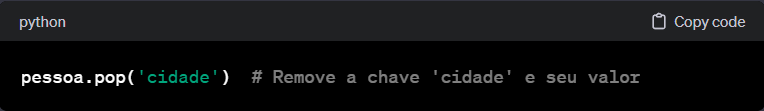 python Copy code
pessoa.pop('cidade')  # Remove a chave 'cidade' e seu valor